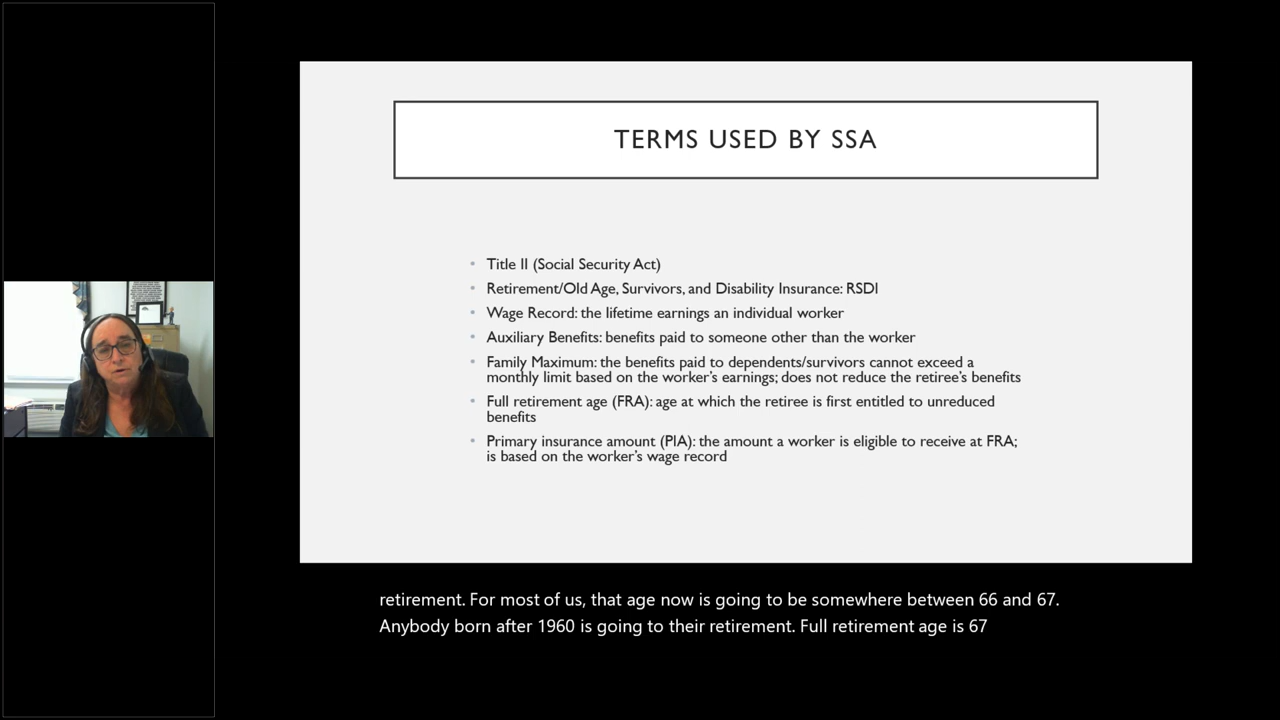 TERMS USED BY SSA
• Title II (Social Security Act)
• Retirement/Old Age, Survivors, and Disability Insurance: RSDI
• Wage Record: the lifetime earnings an individual worker
• Auxiliary Benefits: benefits paid to someone other than the worker
• Family Maximum: the benefits paid to dependents/survivors cannot exceed a
monthly limit based on the worker's earnings; does not reduce the retiree's benefits
• Full retirement age (FRA): age at which the retiree is first entitled to unreduced
benefits
• Primary insurance amount (PIA): the amount a worker is eligible to receive at FRA;
is based on the worker's wage record
retirement. For most of us, that age now is going to be somewhere between 66 and 67.
Anybody born after 1960 is going to their retirement. Full retirement age is 67